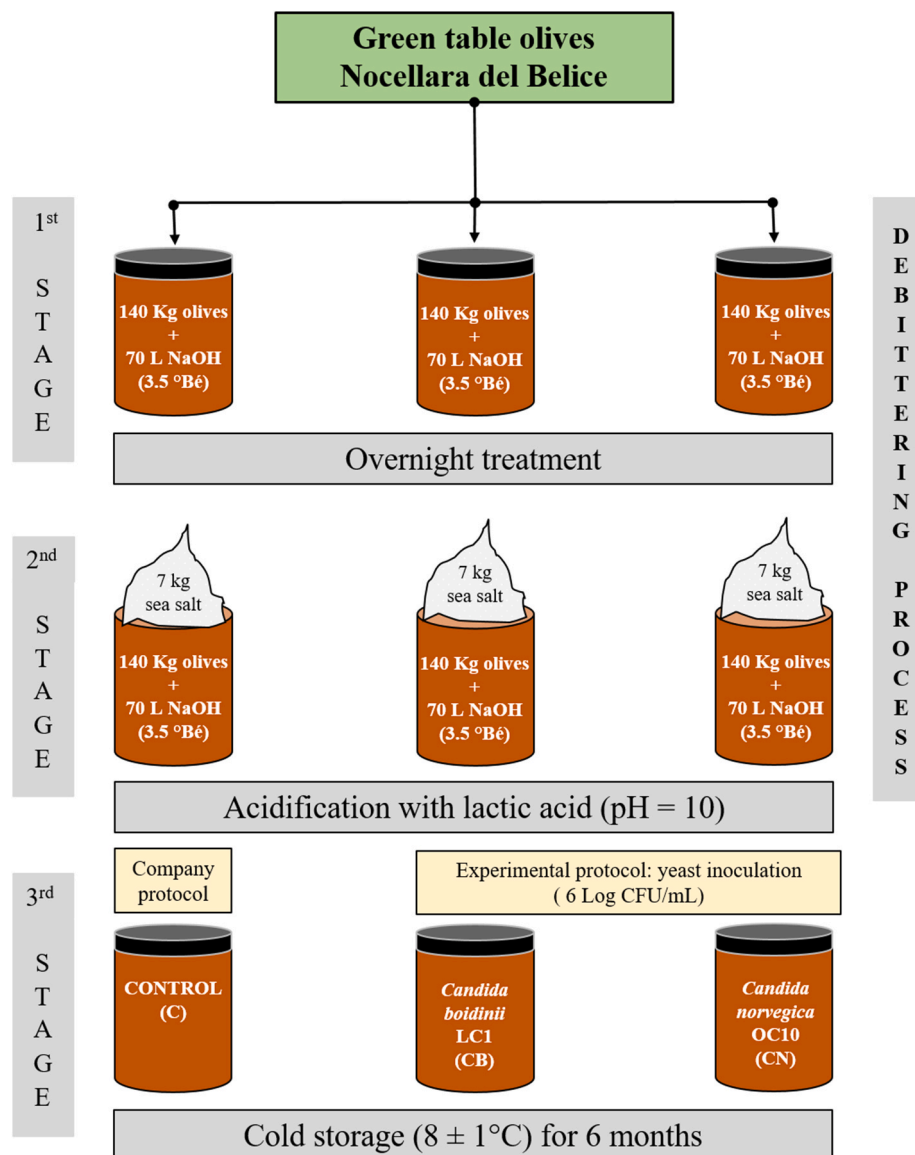 Green table olives
Nocellara del Belice
1st
STAGE
DEBITTERING PROCESS
140 Kg olives
+
70 L NaOH
(3.5 °Bé)
140 Kg olives
+
70 L NaOH
(3.5 °Bé)
140 Kg olives
+
70 L NaOH
(3.5 °Bé)
Overnight treatment
2nd
STAGE
7 kg
sea salt
140 Kg olives
+
70 L NaOH
(3.5 °Bé)
7 kg
sea salt
140 Kg olives
+
70 L NaOH
(3.5 °Bé)
7 kg
sea salt
140 Kg olives
+
70 L NaOH
(3.5 °Bé)
Acidification with lactic acid (pH = 10)
3rd
STAGE
Company
protocol
Experimental protocol: yeast inoculation
( 6 Log CFU/mL)
CONTROL
(C)
Candida
boidinii
LC1
(CB)
Candida
norvegica
OC10
(CN)
Cold storage (8 ± 1°C) for 6 months